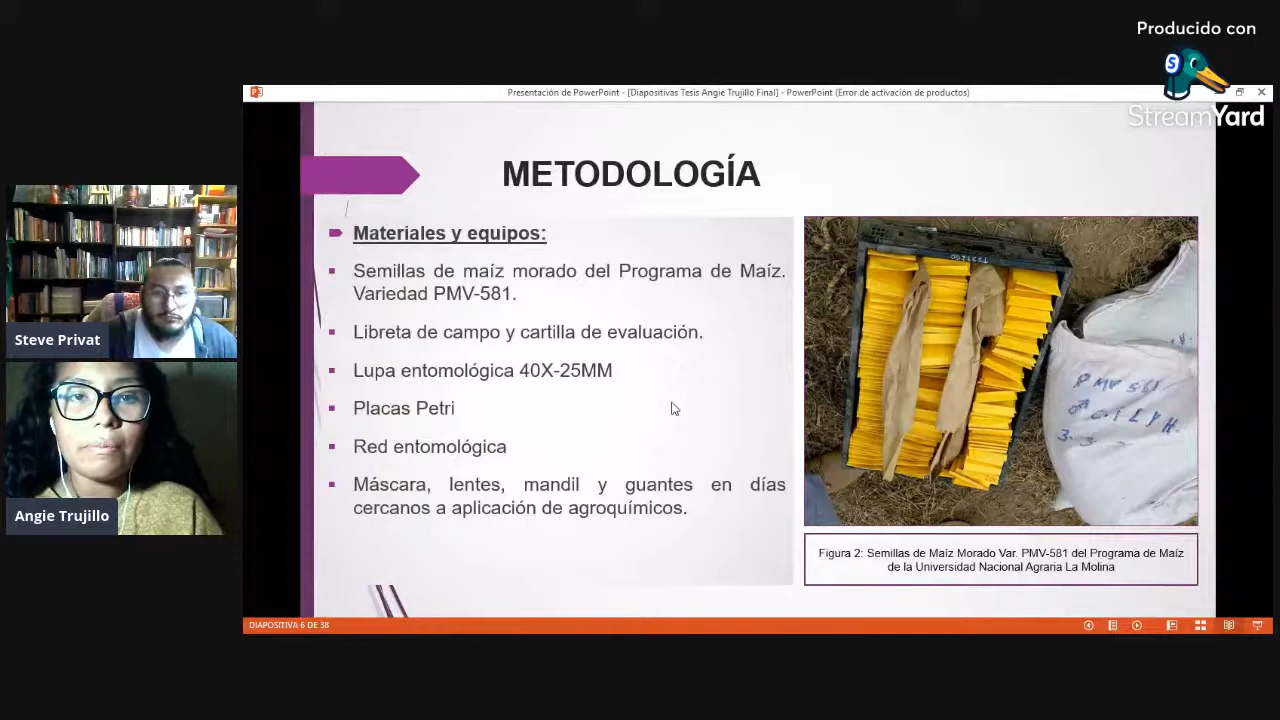 Producido con
StreamYard
Presentación de PowerPoint - [Diapositivas Tesis Angie Trujillo Final] - PowerPoint (Error de activación de productos)
METODOLOGÍA
Materiales y equipos:
Semillas de maíz morado del Programa de Maíz.
Variedad PMV-581.
Libreta de campo y cartilla de evaluación.
Lupa entomológica 40X-25MM
Placas Petri
Red entomológica
Máscara, lentes, mandil y guantes en días
cercanos a aplicación de agroquímicos.
PMV 581
Figura 2: Semillas de Maíz Morado Var. PMV-581 del Programa de Maíz
de la Universidad Nacional Agraria La Molina
Steve Privat
Angie Trujillo
DIAPOSITIVA 6 DE 38